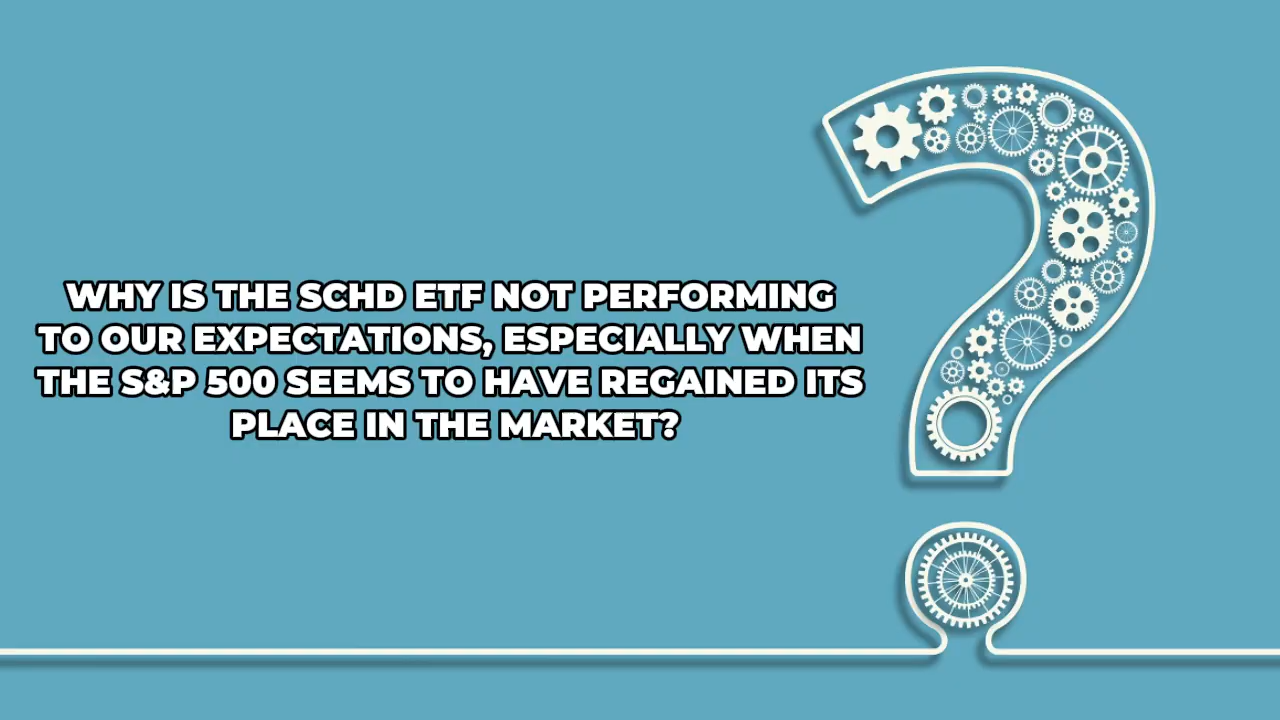 WHY IS THE SCHD ETF NOT PERFORMING
TO OUR EXPECTATIONS, ESPECIALLY WHEN
THE S&P 500 SEEMS TO HAVE REGAINED ITS
PLACE IN THE MARKET?